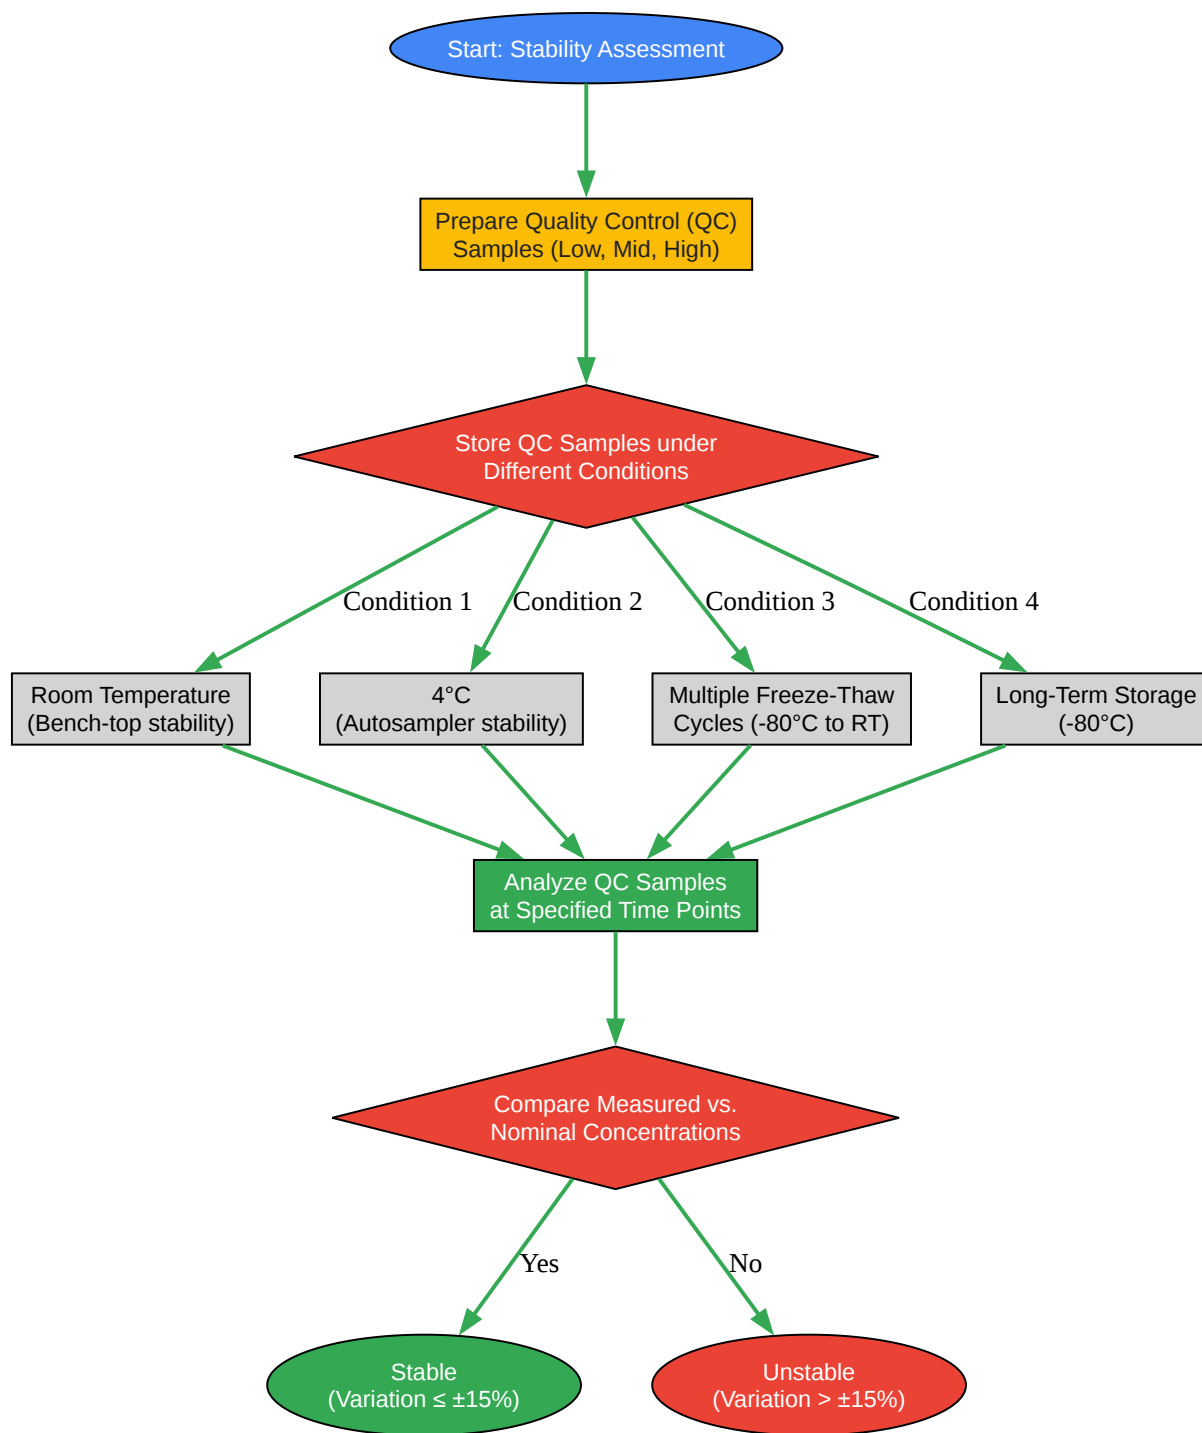 Start: Stability Assessment
Prepare Quality Control (QC)
Samples (Low, Mid, High)
Store QC Samples under
Different Conditions
Condition 1
Condition 2
Condition 3
Condition 4
Room Temperature
(Bench-top stability)
4°C
(Autosampler stability)
Multiple Freeze-Thaw
Cycles (-80°C to RT)
Long-Term Storage
(-80°C)
Analyze QC Samples
at Specified Time Points
Compare Measured vs.
Nominal Concentrations
Yes
No
Stable
(Variation ≤ ±15%)
Unstable
(Variation > ±15%)